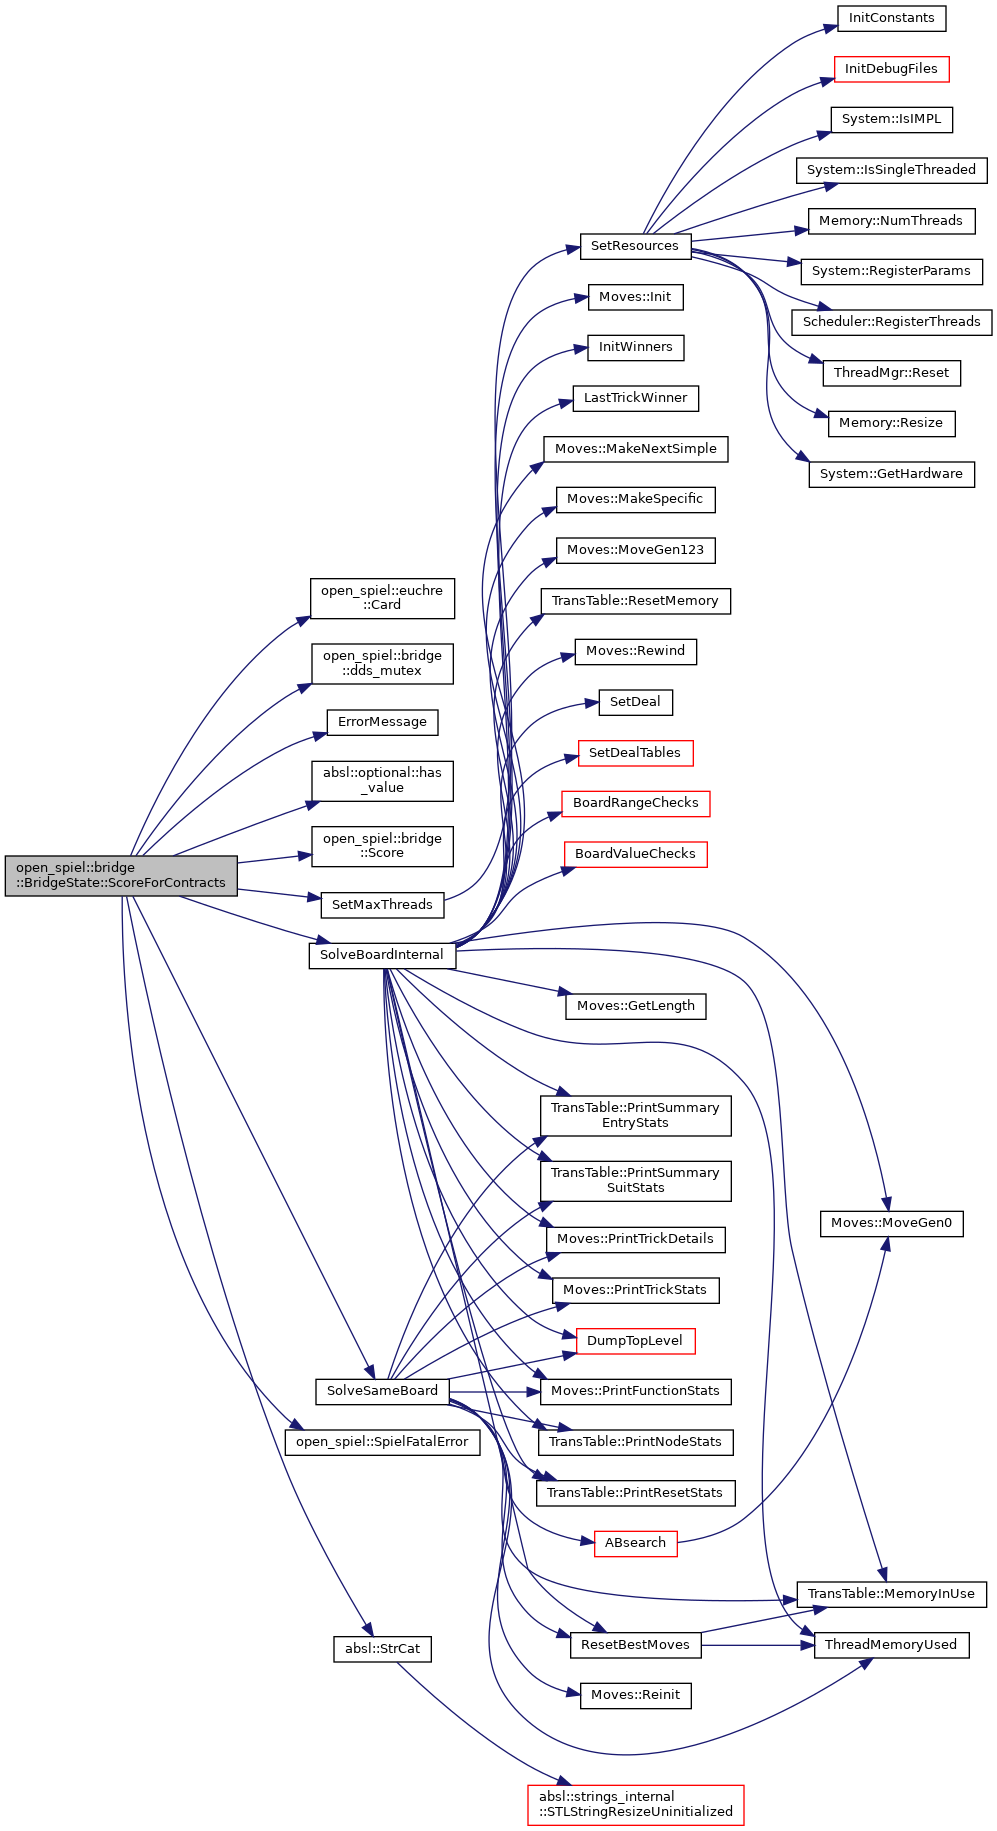 InitConstants
InitDebugFiles
System::IsIMPL
System::IsSingleThreaded
Memory::NumThreads
SetResources
System::RegisterParams
Moves::Init
Scheduler::RegisterThreads
InitWinners
ThreadMgr::Reset
LastTrickWinner
Memory::Resize
Moves::MakeNextSimple
System::GetHardware
Moves::MakeSpecific
Moves::MoveGen123
open_spiel::euchre
::Card
TransTable::ResetMemory
open_spiel::bridge
::dds_mutex
Moves::Rewind
SetDeal
ErrorMessage
SetDealTables
absl::optional::has
_value
BoardRangeChecks
open_spiel::bridge
::Score
BoardValueChecks
open_spiel::bridge
::BridgeState::ScoreForContracts
SetMaxThreads
SolveBoardInternal
Moves::GetLength
TransTable::PrintSummary
EntryStats
TransTable::PrintSummary
SuitStats
Moves::MoveGen0
Moves::PrintTrickDetails
Moves::PrintTrickStats
DumpTopLevel
SolveSameBoard
Moves::PrintFunctionStats
open_spiel::SpielFatalError
TransTable::PrintNodeStats
TransTable::PrintResetStats
ABsearch
TransTable::MemoryInUse
absl::StrCat
ResetBestMoves
ThreadMemoryUsed
Moves::Reinit
absl::strings_internal
::STLStringResizeUninitialized